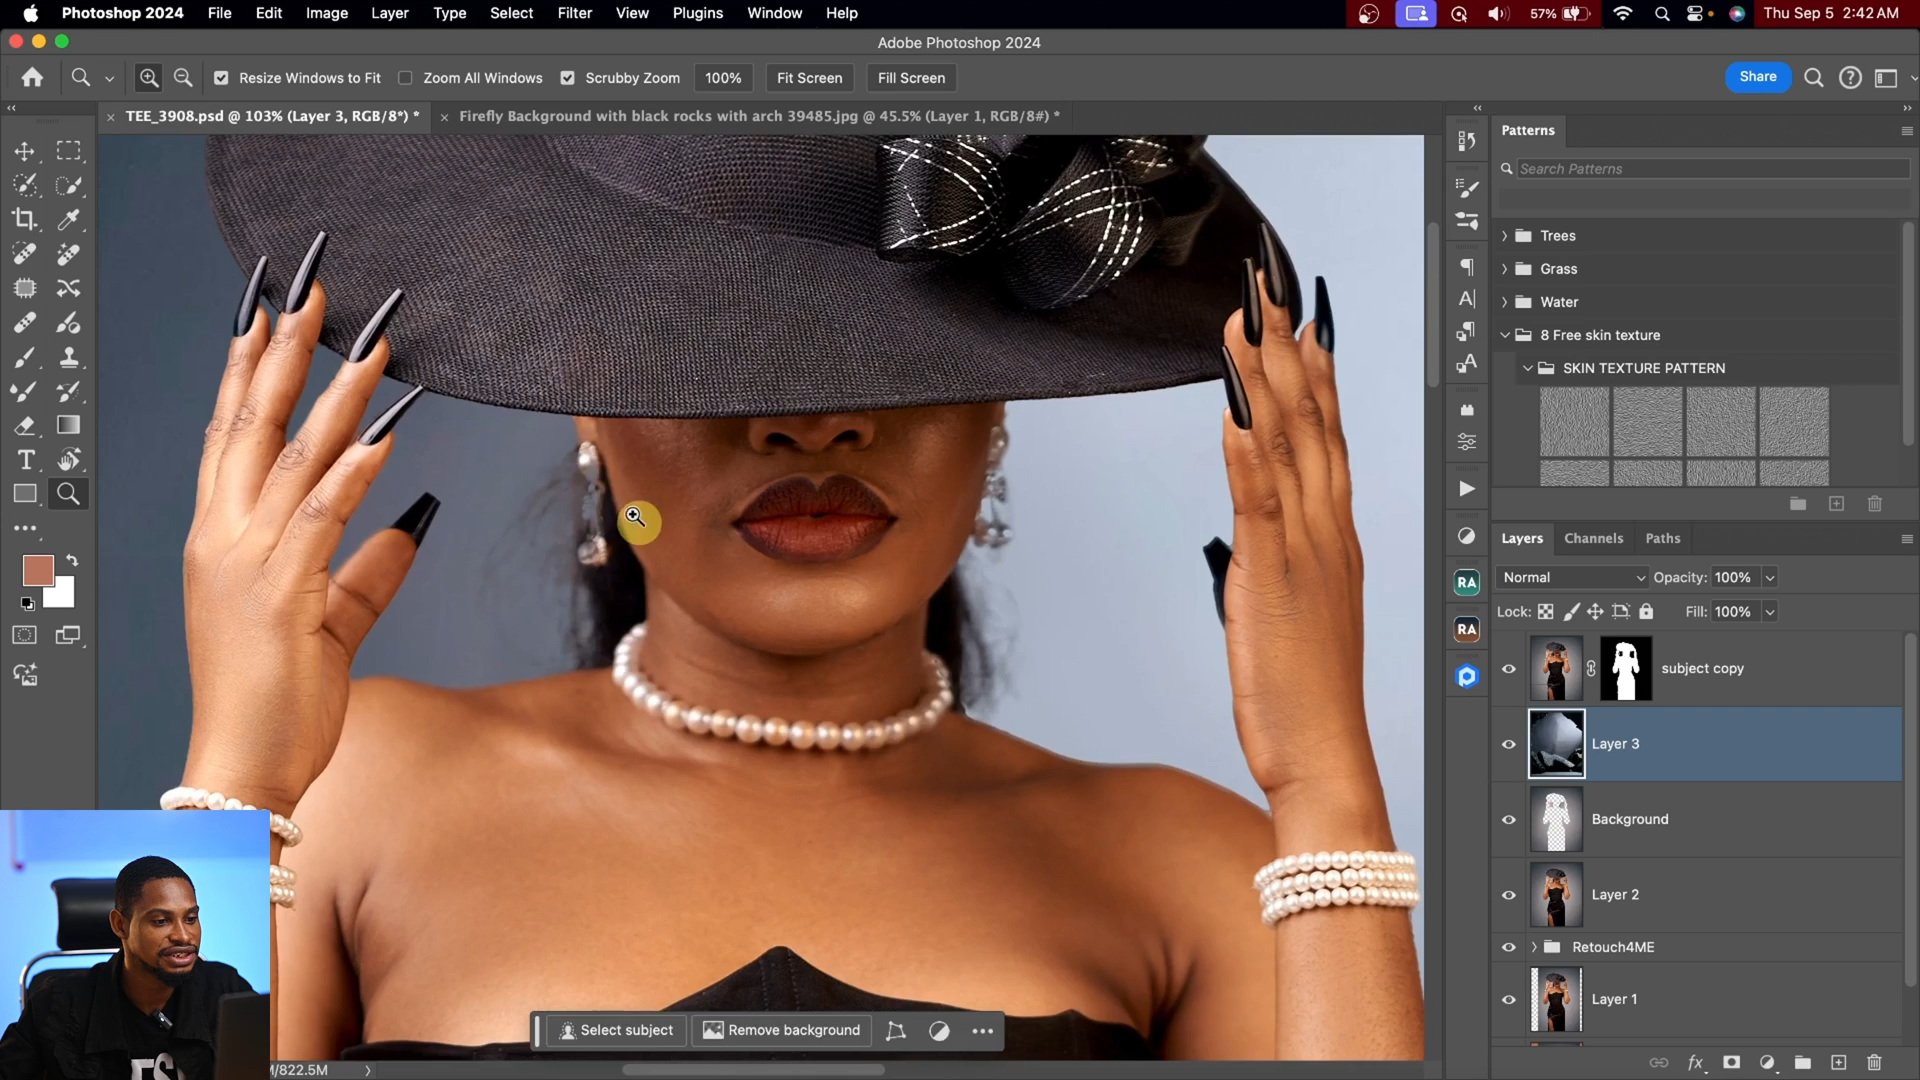 Photoshop 2024 File Edit Image Layer Type Select Filter View Plugins Window Help 57% Thu Sep 5 2:42 AM
Adobe Photoshop 2024
Resize Windows to Fit Zoom All Windows Scrubby Zoom 100% Fit Screen Fill Screen Share
TEE_3908.psd @ 103% (Layer 3, RGB/8*) * Firefly Background with black rocks with arch 39485.jpg @ 45.5% (Layer 1, RGB/8#) *
Patterns
Search Patterns
Trees
Grass
Water
8 Free skin texture
SKIN TEXTURE PATTERN
Layers Channels Paths
Normal Opacity: 100%
Lock: Fill: 100%
RA
RA
subject copy
Layer 3
Background
Layer 2
Retouch4ME
Layer 1
Select subject Remove background
M/822.5M